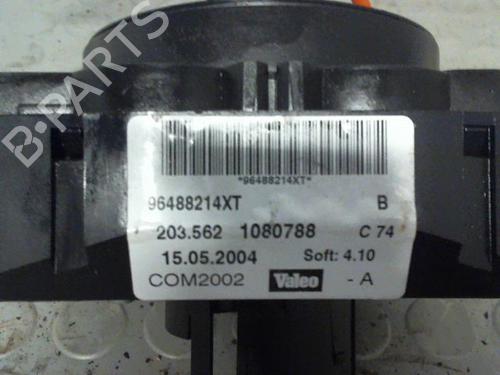 B-PARTS
*96488214XT*
96488214XT B
203.562 1080788 C 74
15.05.2004 Soft: 4.10
COM2002 Valeo - A